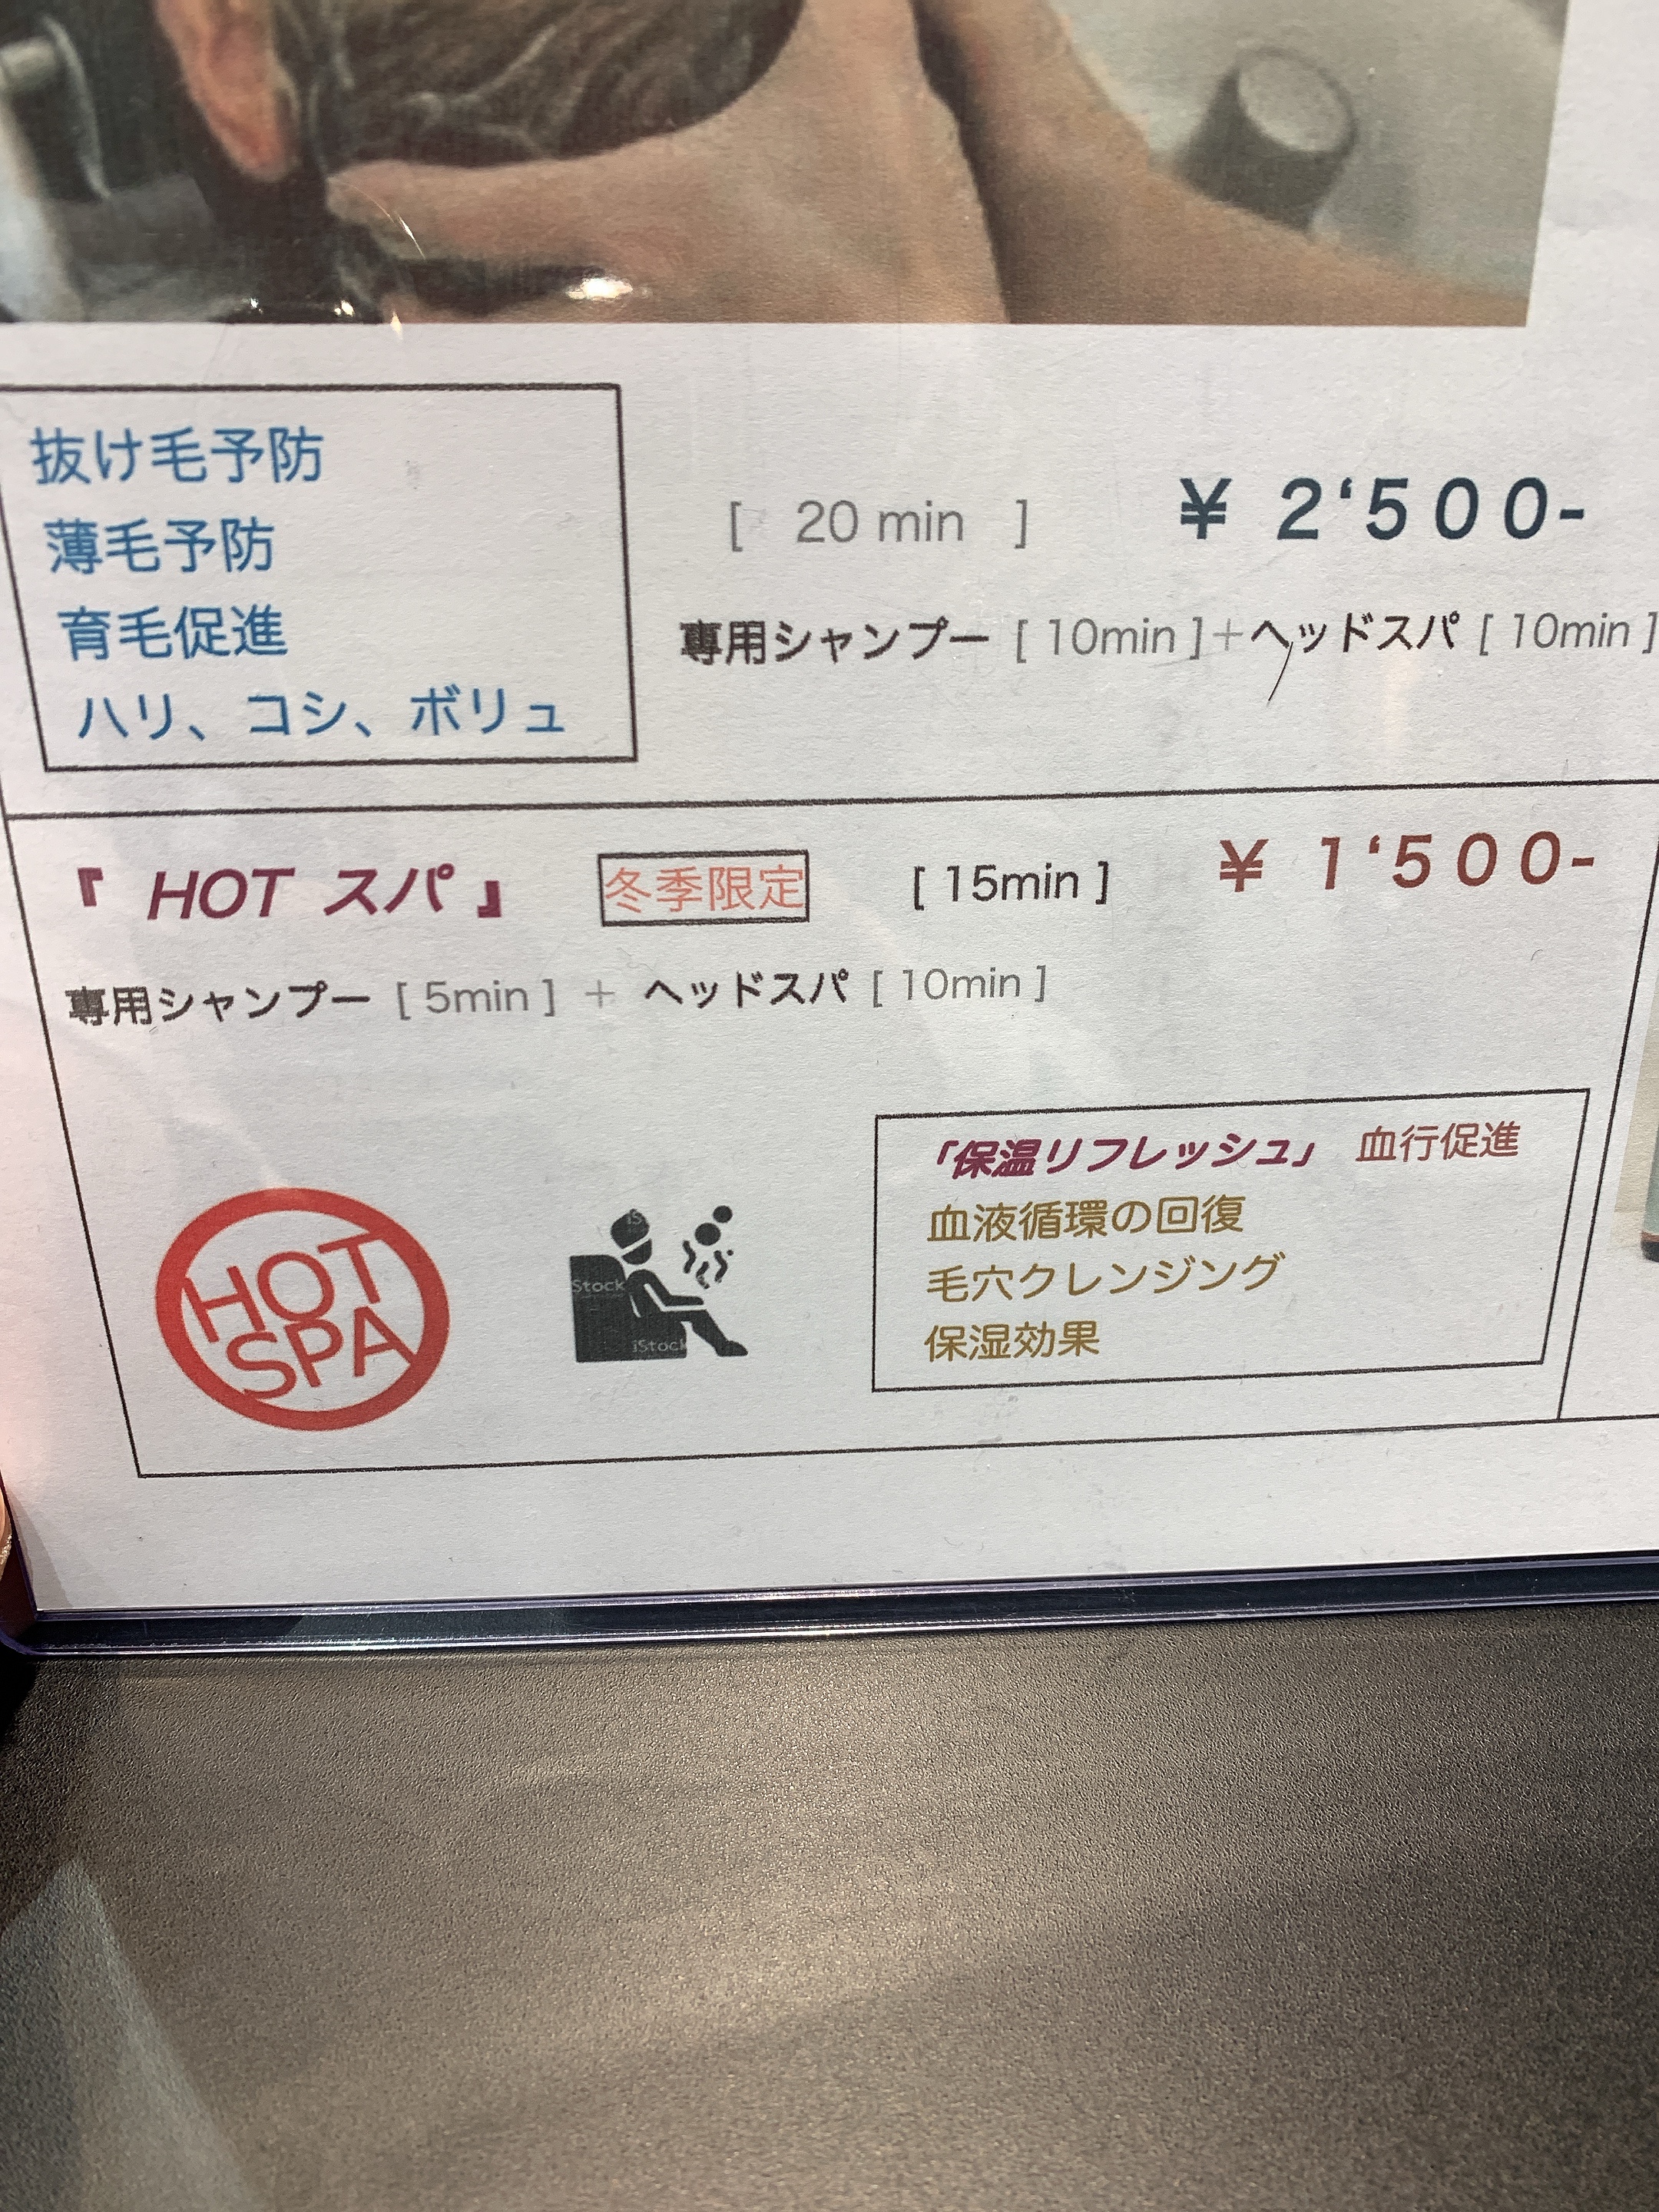 抜け毛予防
薄毛予防
育毛促進
ハリ、コシ、ボリュ
[ 20 min ] ¥ 2‘500-
専用シャンプー [ 10min ]+ヘッドスパ [ 10min ]
『 HOT スパ 』 冬季限定 [ 15min ] ¥ 1‘500-
専用シャンプー [ 5min ] + ヘッドスパ [ 10min ]
HOT
SPA
iS
Stock
iStock
「保温リフレッシュ」 血行促進
血液循環の回復
毛穴クレンジング
保湿効果